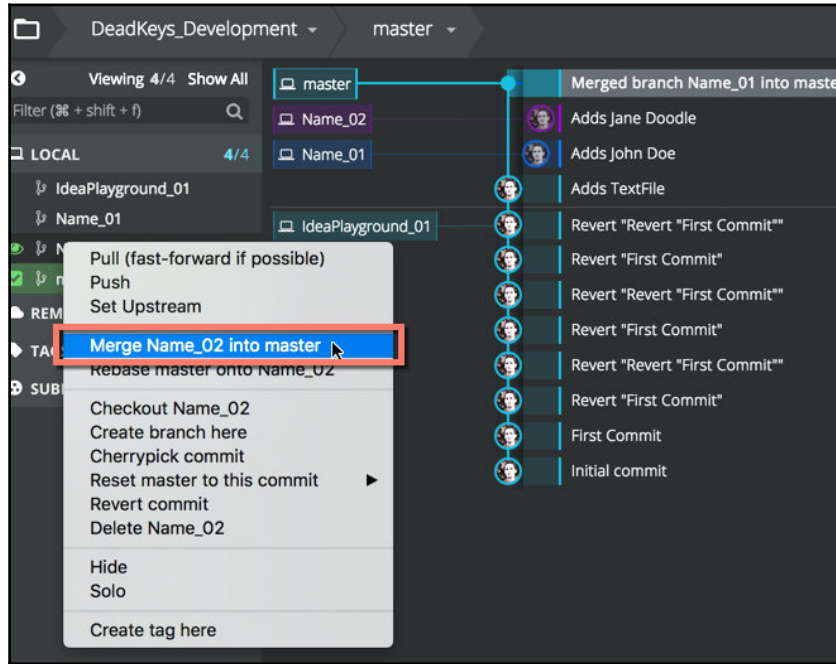 DeadKeys_Development master
Viewing 4/4 Show All
Filter (⌘ + shift + f)
LOCAL 4/4
IdeaPlayground_01
Name_01
N
m
REM
TAG
SUB
master
Name_02
Name_01
IdeaPlayground_01
Merged branch Name_01 into maste
Adds Jane Doodle
Adds John Doe
Adds TextFile
Revert "Revert "First Commit""
Revert "First Commit"
Revert "Revert "First Commit""
Revert "First Commit"
Revert "Revert "First Commit""
Revert "First Commit"
First Commit
Initial commit
Pull (fast-forward if possible)
Push
Set Upstream
Merge Name_02 into master
Rebase master onto Name_02
Checkout Name_02
Create branch here
Cherrypick commit
Reset master to this commit
Revert commit
Delete Name_02
Hide
Solo
Create tag here